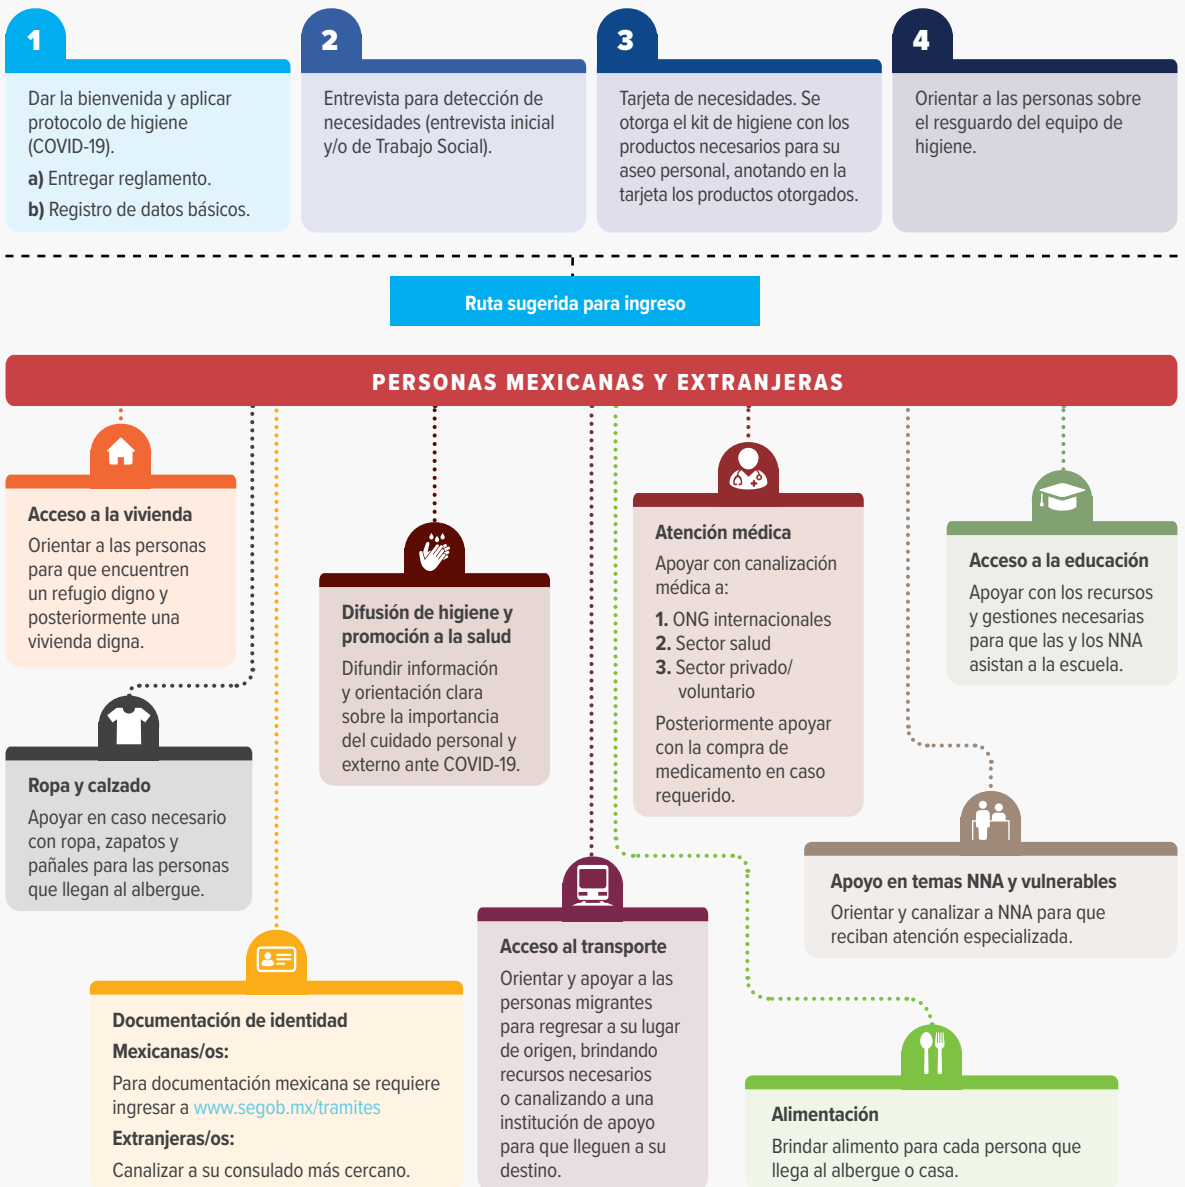 1
Dar la bienvenida y aplicar
protocolo de higiene
(COVID-19).
a) Entregar reglamento.
b) Registro de datos básicos.
2
Entrevista para detección de
necesidades (entrevista inicial
y/o de Trabajo Social).
3
Tarjeta de necesidades. Se
otorga el kit de higiene con los
productos necesarios para su
aseo personal, anotando en la
tarjeta los productos otorgados.
4
Orientar a las personas sobre
el resguardo del equipo de
higiene.
Ruta sugerida para ingreso
PERSONAS MEXICANAS Y EXTRANJERAS
Acceso a la vivienda
Orientar a las personas
para que encuentren
un refugio digno y
posteriormente una
vivienda digna.
Ropa y calzado
Apoyar en caso necesario
con ropa, zapatos y
pañales para las personas
que llegan al albergue.
Documentación de identidad
Mexicanas/os:
Para documentación mexicana se requiere
ingresar a www.segob.mx/tramites
Extranjeras/os:
Canalizar a su consulado más cercano.
Difusión de higiene y
promoción a la salud
Difundir información
y orientación clara
sobre la importancia
del cuidado personal y
externo ante COVID-19.
Acceso al transporte
Orientar y apoyar a las
personas migrantes
para regresar a su lugar
de origen, brindando
recursos necesarios
o canalizando a una
institución de apoyo
para que lleguen a su
destino.
Atención médica
Apoyar con canalización
médica a:
1. ONG internacionales
2. Sector salud
3. Sector privado/
voluntario
Posteriormente apoyar
con la compra de
medicamento en caso
requerido.
Acceso a la educación
Apoyar con los recursos
y gestiones necesarias
para que las y los NNA
asistan a la escuela.
Apoyo en temas NNA y vulnerables
Orientar y canalizar a NNA para que
reciban atención especializada.
Alimentación
Brindar alimento para cada persona que
llega al albergue o casa.